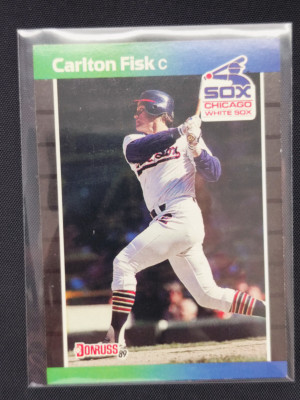 Carlton Fisk C
SOX
CHICAGO
WHITE SOX
DONRUSS
'89